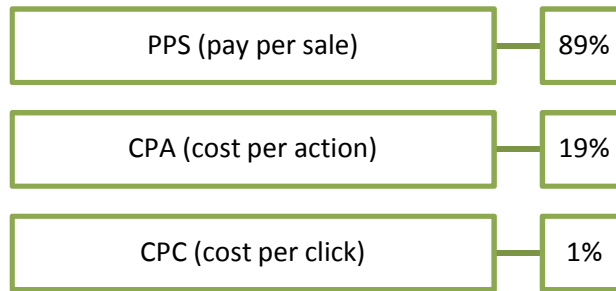 PPS (pay per sale) 89%
CPA (cost per action) 19%
CPC (cost per click) 1%